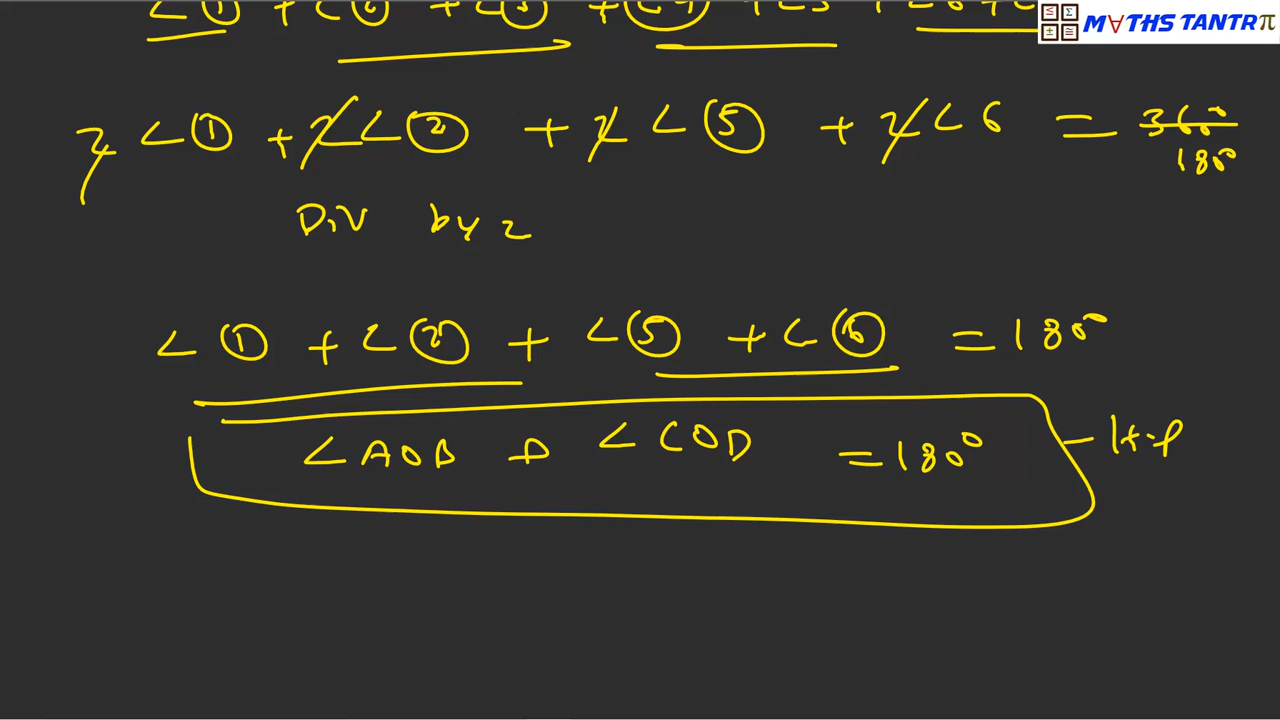 MATHS TANTRπ
2∠① + 2∠② + 2∠⑤ + 2∠6 = 360°
180°
Div by 2
∠① + ∠② + ∠⑤ + ∠⑥ = 180°
∠AOB + ∠COD = 180°
H.P